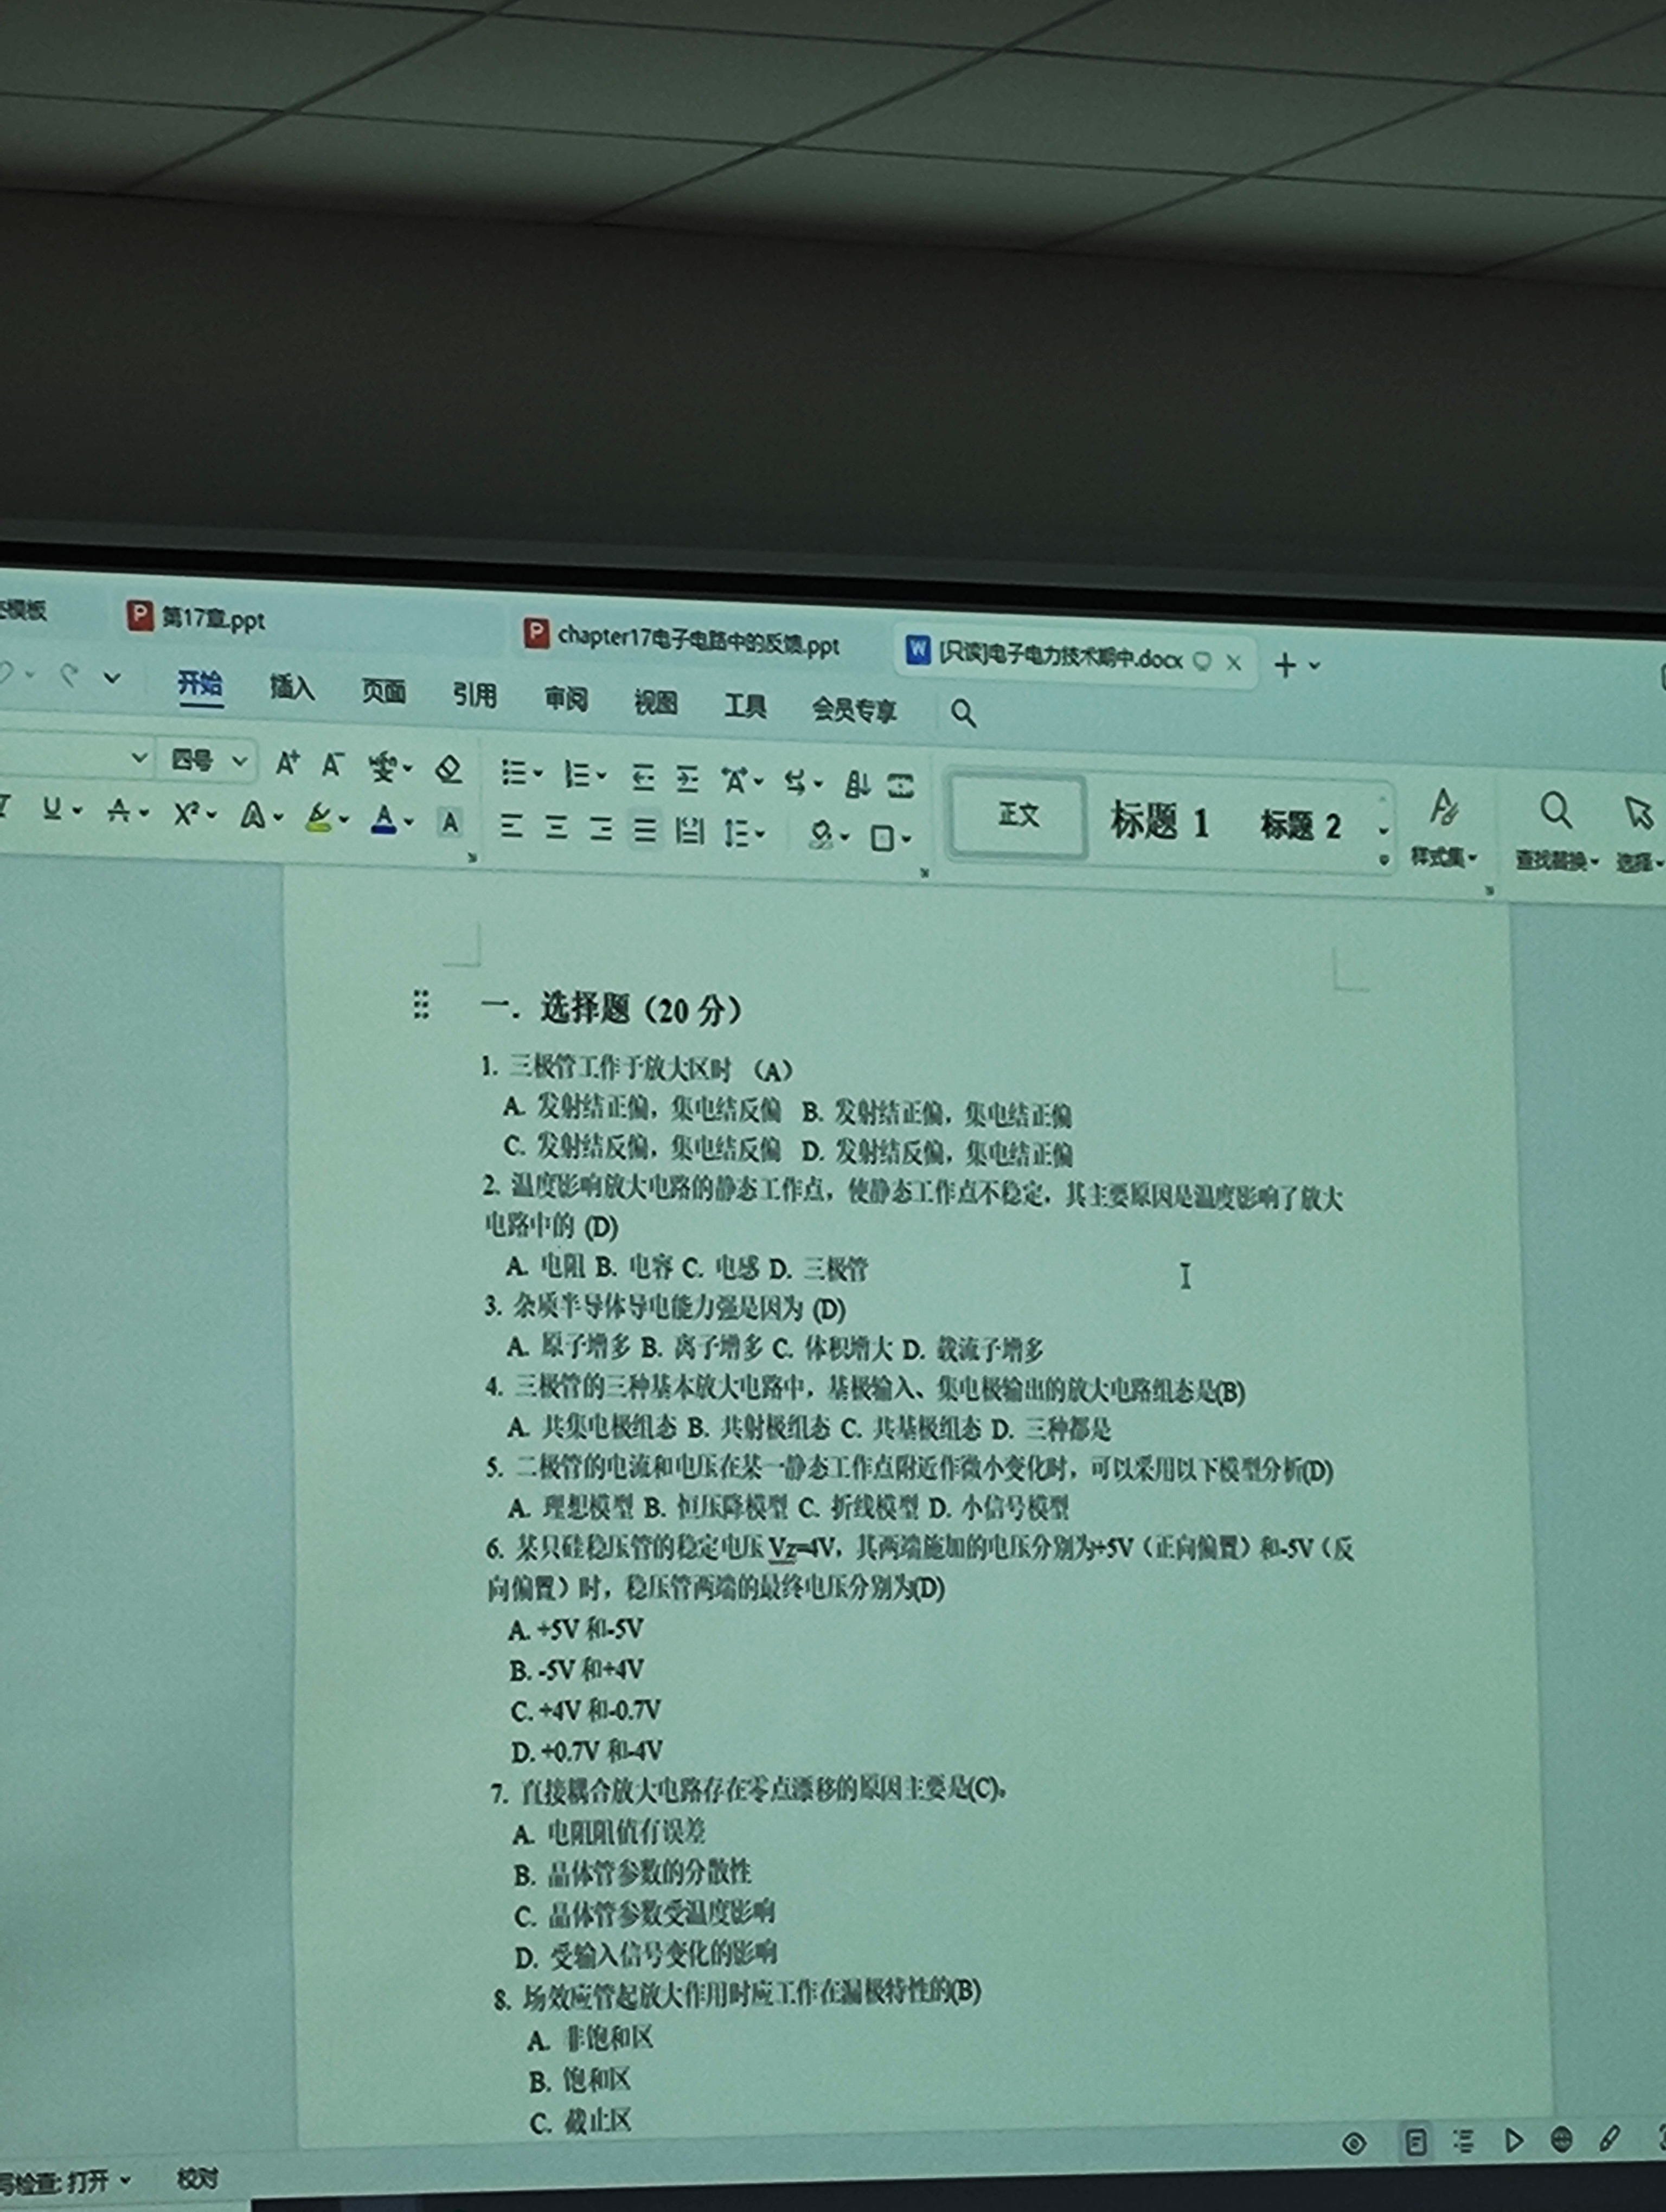 模板
第17章.ppt
chapter17电子电路中的反馈.ppt
[只读]电子电力技术期中.docx
开始 插入 页面 引用 审阅 视图 工具 会员专享
四号
正文 标题 1 标题 2 样式集 查找替换 选择
一. 选择题（20 分）
1. 三极管工作于放大区时 （A）
A. 发射结正偏，集电结反偏 B. 发射结正偏，集电结正偏
C. 发射结反偏，集电结反偏 D. 发射结反偏，集电结正偏
2. 温度影响放大电路的静态工作点，使静态工作点不稳定，其主要原因是温度影响了放大
电路中的 (D)
A. 电阻 B. 电容 C. 电感 D. 三极管
3. 杂质半导体导电能力强是因为 (D)
A. 原子增多 B. 离子增多 C. 体积增大 D. 载流子增多
4. 三极管的三种基本放大电路中，基极输入、集电极输出的放大电路组态是(B)
A. 共集电极组态 B. 共射极组态 C. 共基极组态 D. 三种都是
5. 二极管的电流和电压在某一静态工作点附近作微小变化时，可以采用以下模型分析(D)
A. 理想模型 B. 恒压降模型 C. 折线模型 D. 小信号模型
6. 某只硅稳压管的稳定电压 Vz=4V，其两端施加的电压分别为+5V（正向偏置）和-5V（反
向偏置）时，稳压管两端的最终电压分别为(D)
A. +5V 和-5V
B. -5V 和+4V
C. +4V 和-0.7V
D. +0.7V 和-4V
7. 直接耦合放大电路存在零点漂移的原因主要是(C)。
A. 电阻阻值有误差
B. 晶体管参数的分散性
C. 晶体管参数受温度影响
D. 受输入信号变化的影响
8. 场效应管起放大作用时应工作在漏极特性的(B)
A. 非饱和区
B. 饱和区
C. 截止区
写检查: 打开 校对